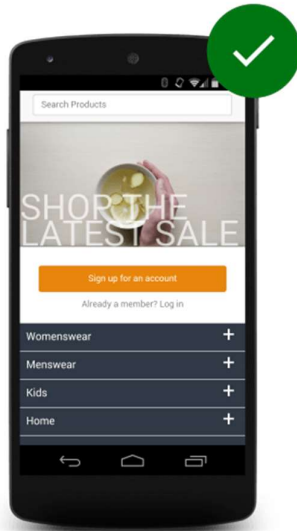 Search Products
SHOP THE
LATEST SALE
Sign up for an account
Already a member? Log in
Womenswear
Menswear
Kids
Home